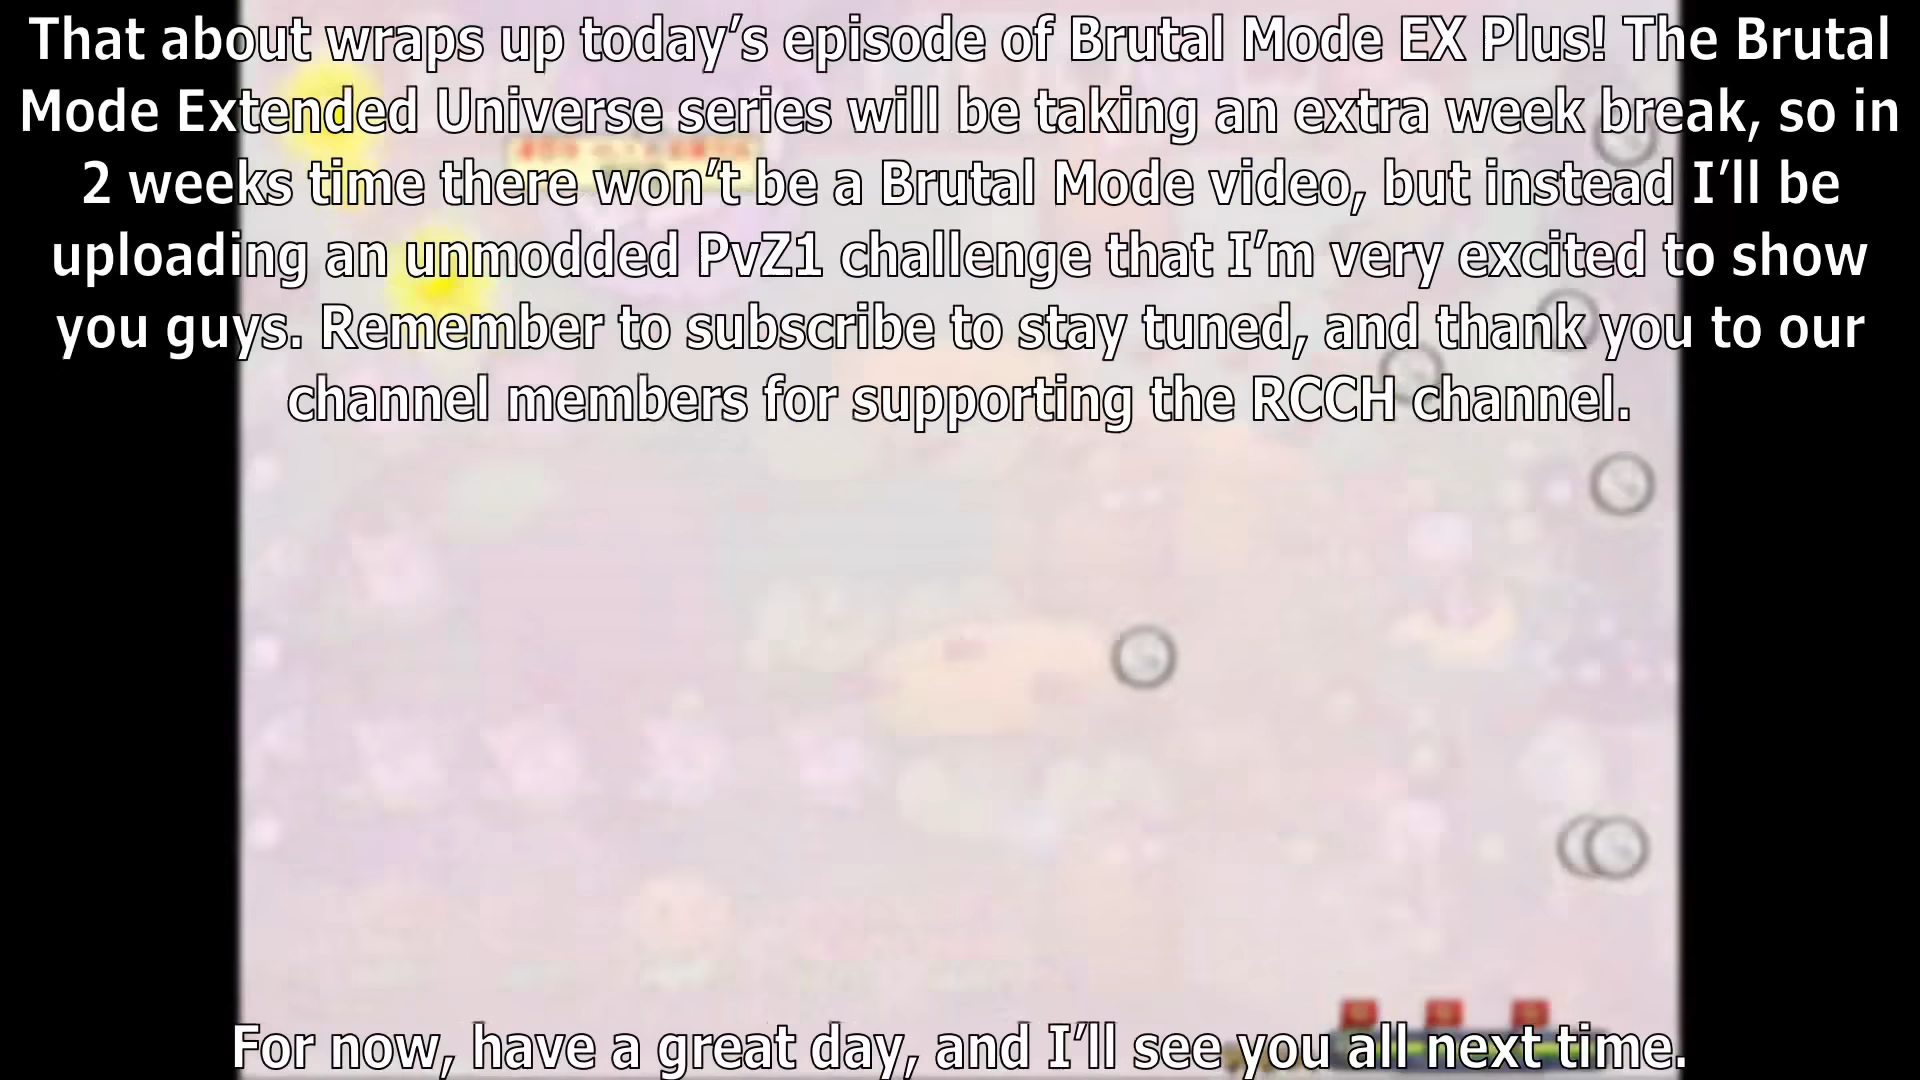 That about wraps up today’s episode of Brutal Mode EX Plus! The Brutal
Mode Extended Universe series will be taking an extra week break, so in
2 weeks time there won’t be a Brutal Mode video, but instead I’ll be
uploading an unmodded PvZ1 challenge that I’m very excited to show
you guys. Remember to subscribe to stay tuned, and thank you to our
channel members for supporting the RCCH channel.
For now, have a great day, and I’ll see you all next time.